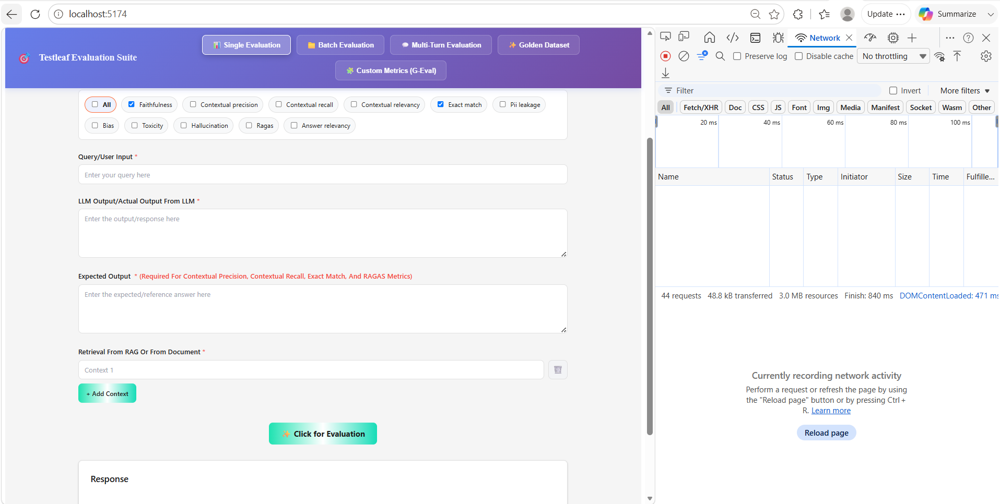 localhost:5174
Update
Summarize
Testleaf Evaluation Suite
Single Evaluation
Batch Evaluation
Multi-Turn Evaluation
Golden Dataset
Custom Metrics (G-Eval)
All
Faithfulness
Contextual precision
Contextual recall
Contextual relevancy
Exact match
Pii leakage
Bias
Toxicity
Hallucination
Ragas
Answer relevancy
Query/User Input *
Enter your query here
LLM Output/Actual Output From LLM *
Enter the output/response here
Expected Output * (Required For Contextual Precision, Contextual Recall, Exact Match, And RAGAS Metrics)
Enter the expected/reference answer here
Retrieval From RAG Or From Document *
Context 1
+ Add Context
Click for Evaluation
Response
Network
Preserve log
Disable cache
No throttling
Filter
Invert
More filters
All
Fetch/XHR
Doc
CSS
JS
Font
Img
Media
Manifest
Socket
Wasm
Other
20 ms
40 ms
60 ms
80 ms
100 ms
Name
Status
Type
Initiator
Size
Time
Fulfille...
44 requests
48.8 kB transferred
3.0 MB resources
Finish: 840 ms
DOMContentLoaded: 471 ms
Currently recording network activity
Perform a request or refresh the page by using
the "Reload page" button or by pressing Ctrl +
R. Learn more
Reload page